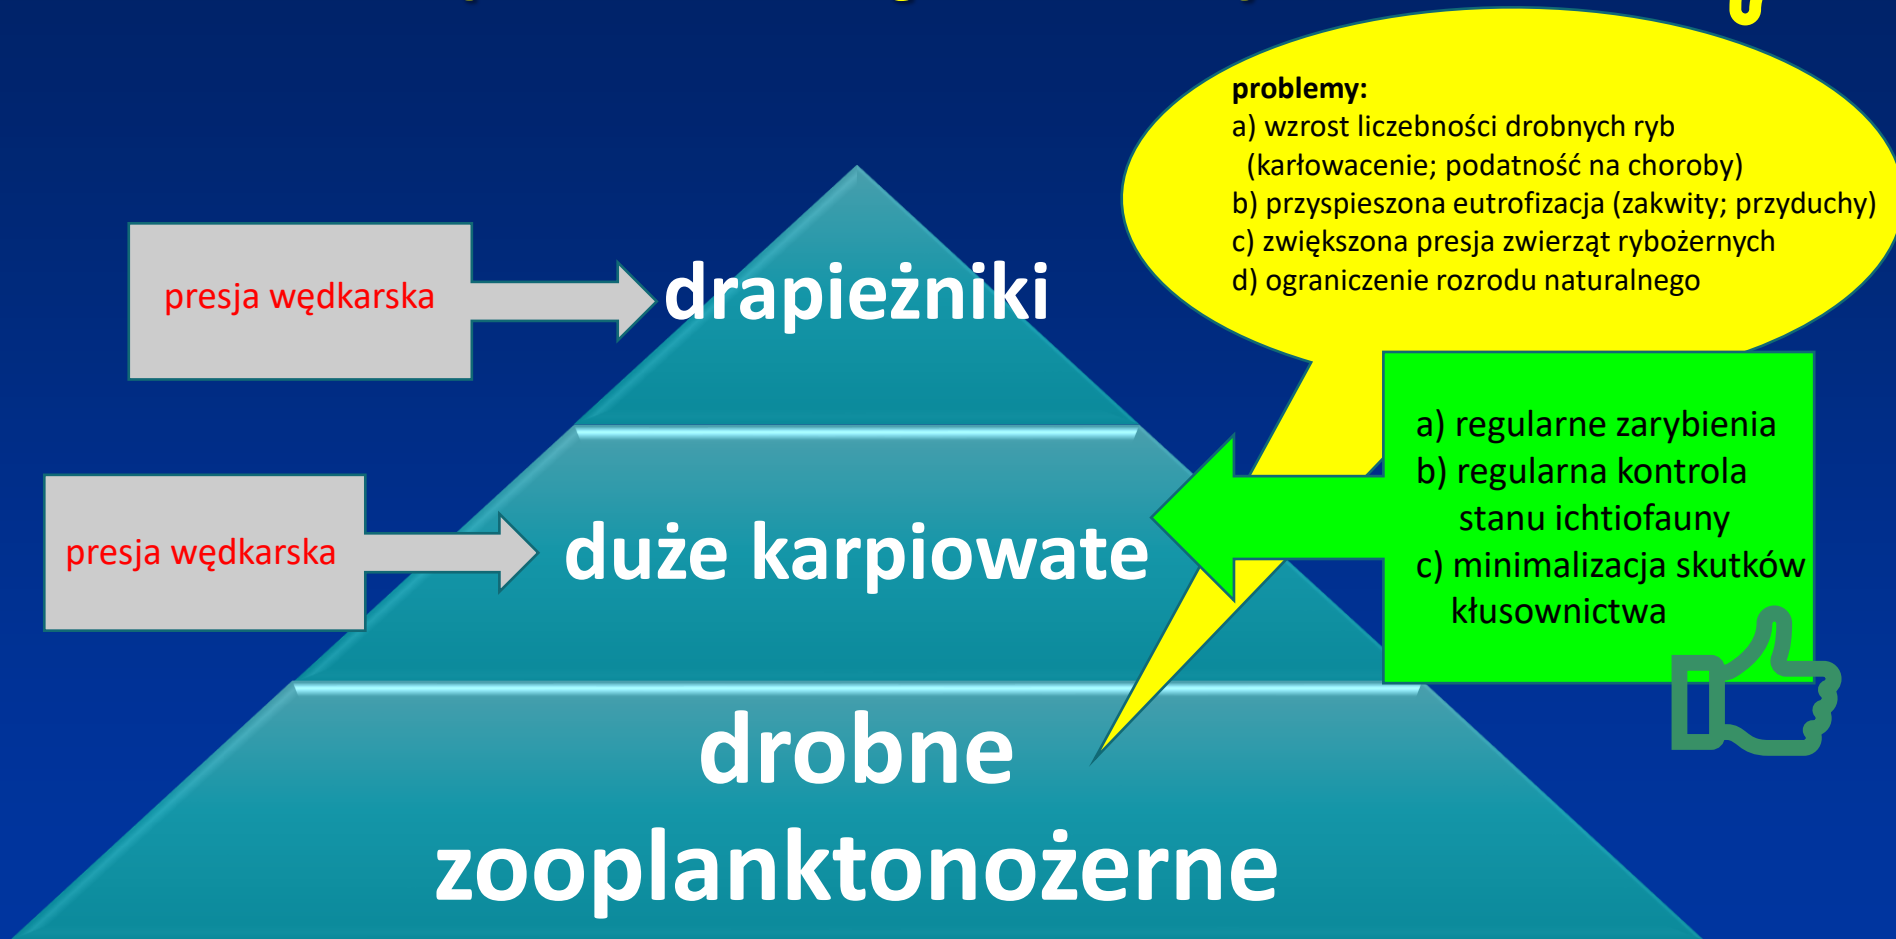 problemy:
a) wzrost liczebności drobnych ryb
(karłowacenie; podatność na choroby)
b) przyspieszona eutrofizacja (zakwity; przyduchy)
c) zwiększona presja zwierząt rybożernych
d) ograniczenie rozrodu naturalnego
presja wędkarska
drapieżniki
a) regularne zarybienia
b) regularna kontrola
stanu ichtiofauny
c) minimalizacja skutków
kłusownictwa
presja wędkarska
duże karpiowate
drobne
zooplanktonożerne